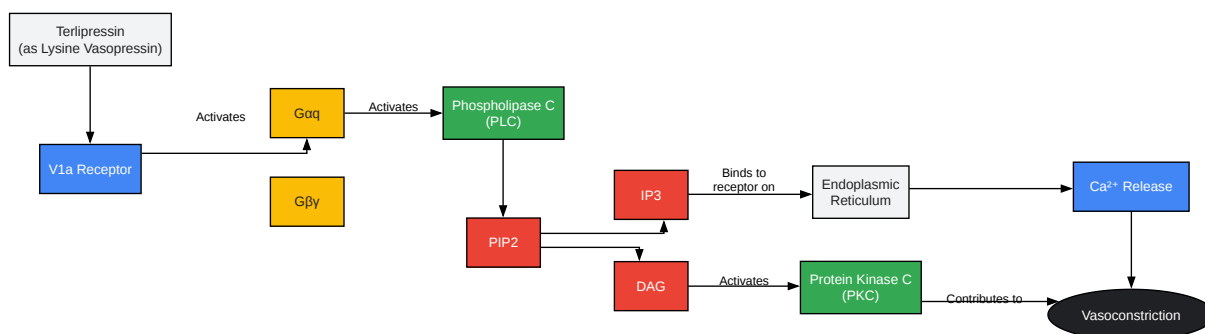 Terlipressin
(as Lysine Vasopressin)
V1a Receptor
Activates
Gαq
Gβγ
Activates
Phospholipase C
(PLC)
PIP2
IP3
DAG
Binds to
receptor on
Activates
Endoplasmic
Reticulum
Protein Kinase C
(PKC)
Contributes to
Ca²⁺ Release
Vasoconstriction